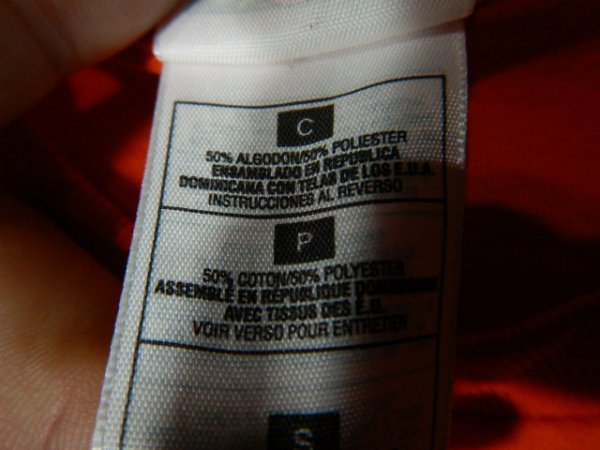 C
50% ALGODON/50% POLIESTER
ENSAMBLADO EN REPUBLICA
DOMINICANA CON TELAS DE LOS E.U.A.
INSTRUCCIONES AL REVERSO
P
50% COTON/50% POLYESTER
ASSEMBLE EN REPUBLIQUE DOMINICAINE
AVEC TISSUS DES E.U.
VOIR VERSO POUR ENTRETIEN
S